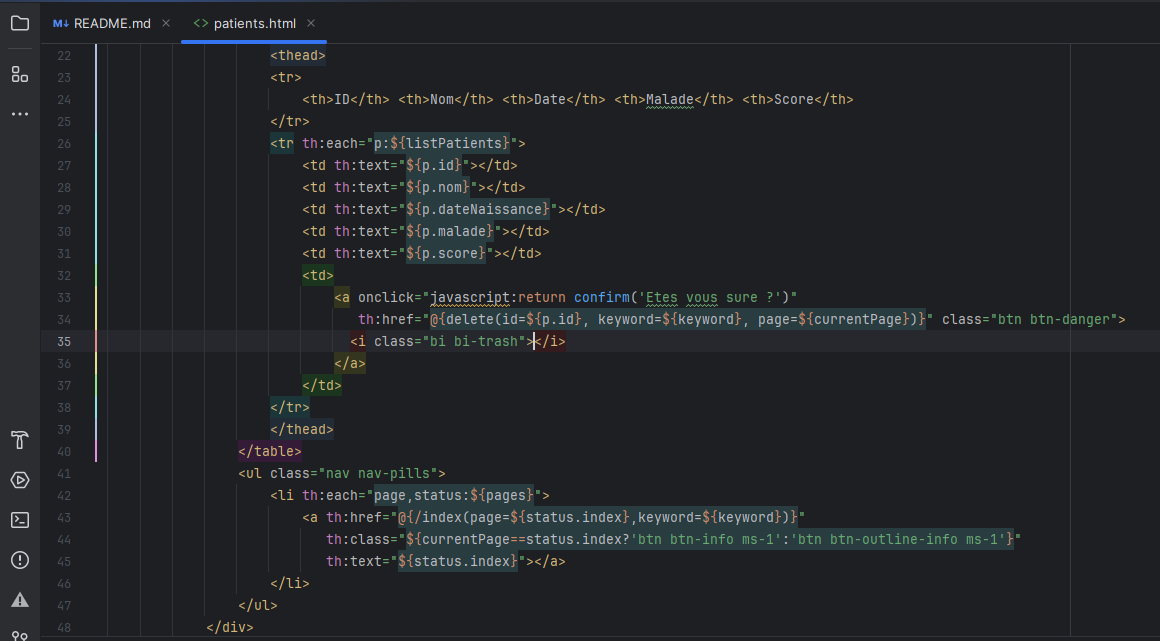 M↓ README.md × <> patients.html ×
22 <thead>
23 <tr>
24 <th>ID</th> <th>Nom</th> <th>Date</th> <th>Malade</th> <th>Score</th>
25 </tr>
26 <tr th:each="p:${listPatients}">
27 <td th:text="${p.id}"></td>
28 <td th:text="${p.nom}"></td>
29 <td th:text="${p.dateNaissance}"></td>
30 <td th:text="${p.malade}"></td>
31 <td th:text="${p.score}"></td>
32 <td>
33 <a onclick="javascript:return confirm('Etes vous sure ?')"
34 th:href="@{delete(id=${p.id}, keyword=${keyword}, page=${currentPage})}" class="btn btn-danger">
35 <i class="bi bi-trash"></i>
36 </a>
37 </td>
38 </tr>
39 </thead>
40 </table>
41 <ul class="nav nav-pills">
42 <li th:each="page,status:${pages}">
43 <a th:href="@{/index(page=${status.index},keyword=${keyword})}"
44 th:class="${currentPage==status.index?'btn btn-info ms-1':'btn btn-outline-info ms-1'}"
45 th:text="${status.index}"></a>
46 </li>
47 </ul>
48 </div>